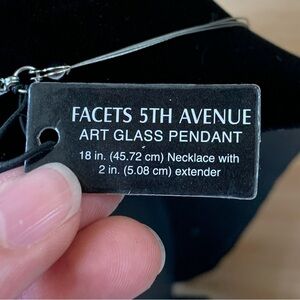 FACETS 5TH AVENUE
ART GLASS PENDANT
18 in. (45.72 cm) Necklace with
2 in. (5.08 cm) extender